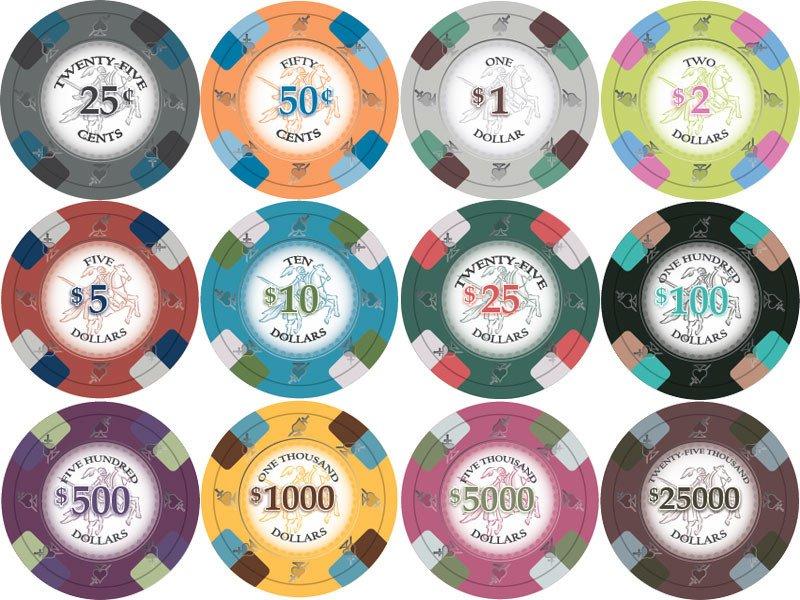 TWENTY-FIVE
25¢
CENTS
FIFTY
50¢
CENTS
ONE
$1
DOLLAR
TWO
$2
DOLLARS
FIVE
$5
DOLLARS
TEN
$10
DOLLARS
TWENTY-FIVE
$25
DOLLARS
ONE HUNDRED
$100
DOLLARS
FIVE HUNDRED
$500
DOLLARS
ONE THOUSAND
$1000
DOLLARS
FIVE THOUSAND
$5000
DOLLARS
TWENTY-FIVE THOUSAND
$25000
DOLLARS